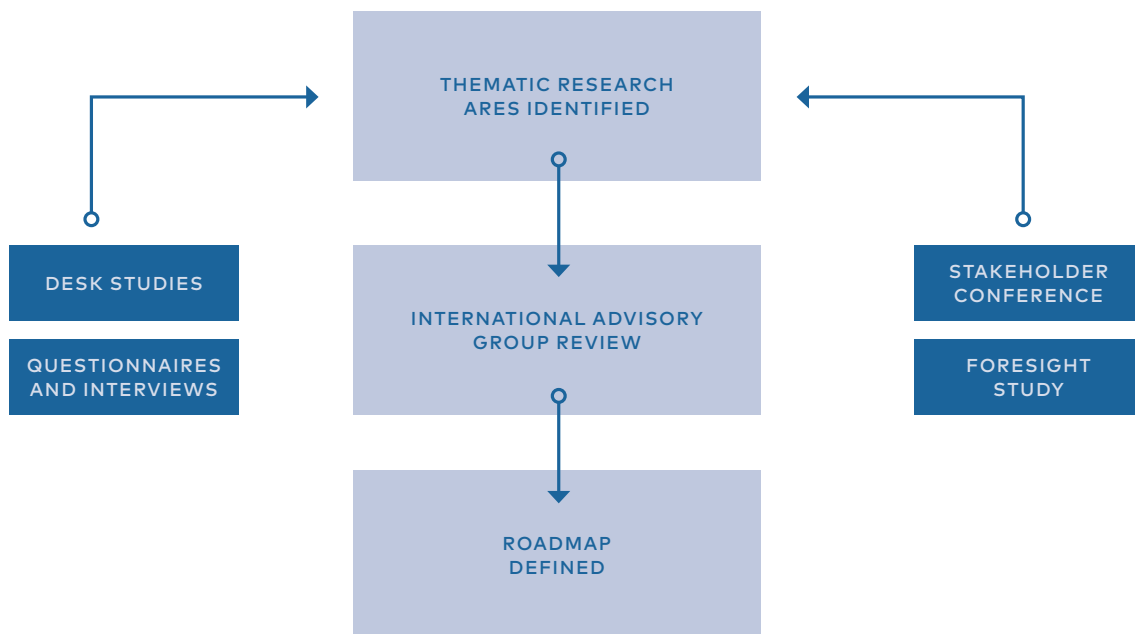 THEMATIC RESEARCH
ARES IDENTIFIED
DESK STUDIES
QUESTIONNAIRES
AND INTERVIEWS
STAKEHOLDER
CONFERENCE
FORESIGHT
STUDY
INTERNATIONAL ADVISORY
GROUP REVIEW
ROADMAP
DEFINED